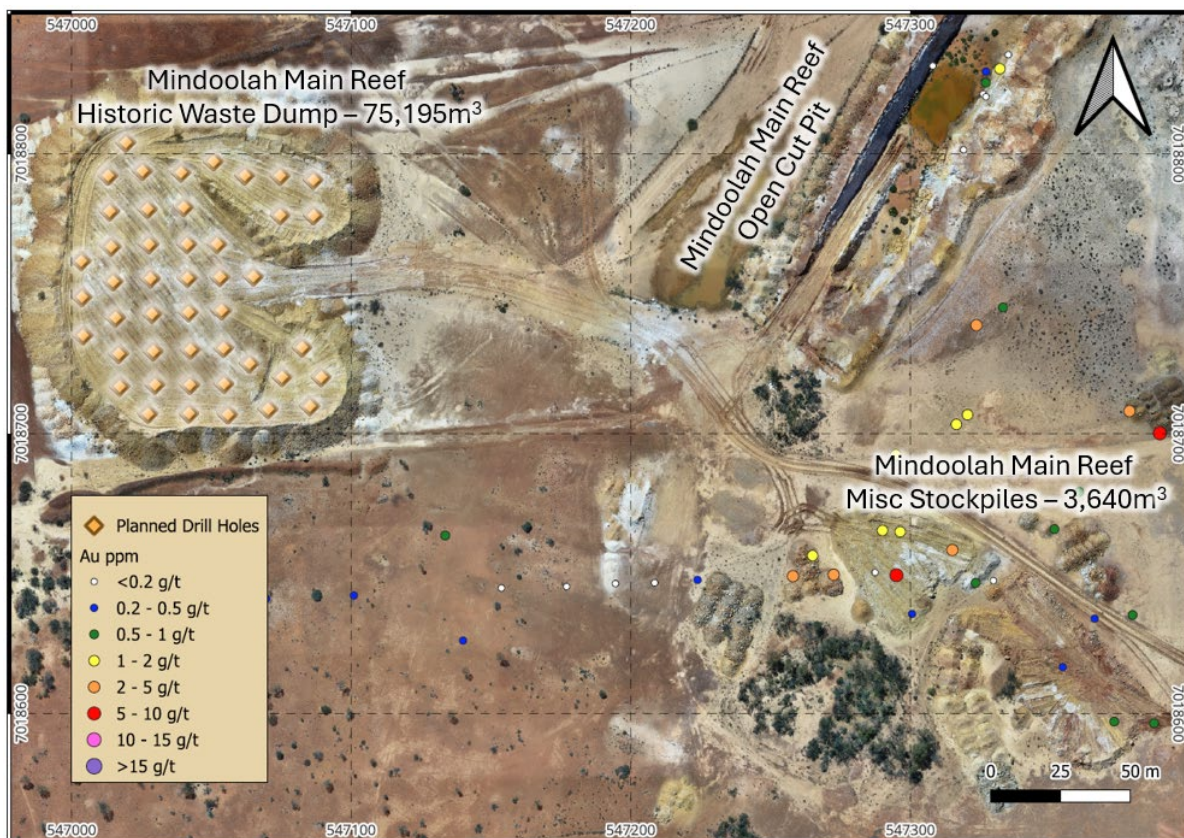 547000
547100
547200
547300
Mindoolah Main Reef
Historic Waste Dump – 75,195m³
Mindoolah Main Reef
Open Cut Pit
7018800
7018800
7018700
7018700
Mindoolah Main Reef
Misc Stockpiles – 3,640m³
Planned Drill Holes
Au ppm
<0.2 g/t
0.2 - 0.5 g/t
0.5 - 1 g/t
1 - 2 g/t
2 - 5 g/t
5 - 10 g/t
10 - 15 g/t
>15 g/t
7018600
7018600
0 25 50 m
547000
547100
547200
547300